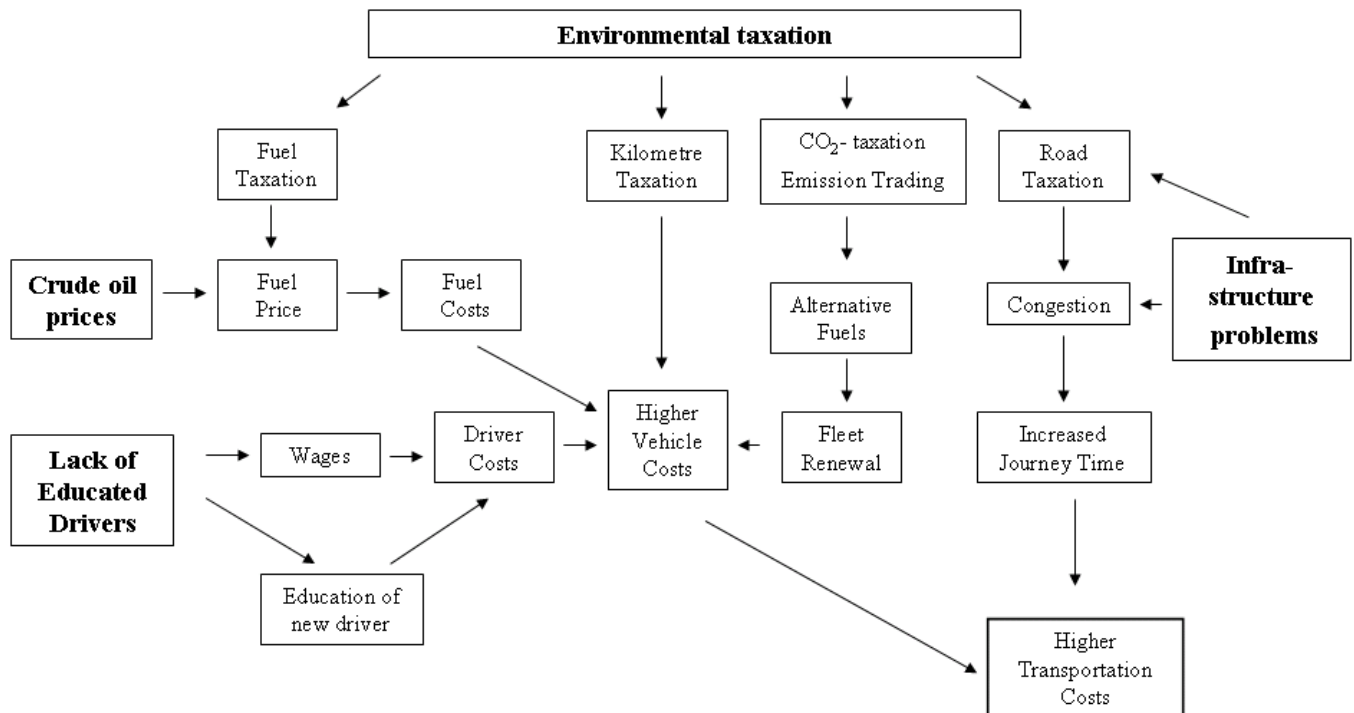 Environmental taxation
Fuel
Taxation
Kilometre
Taxation
CO₂- taxation
Emission Trading
Road
Taxation
Crude oil
prices
Fuel
Price
Fuel
Costs
Alternative
Fuels
Congestion
Infra-
structure
problems
Lack of
Educated
Drivers
Wages
Driver
Costs
Higher
Vehicle
Costs
Fleet
Renewal
Increased
Journey Time
Education of
new driver
Higher
Transportation
Costs